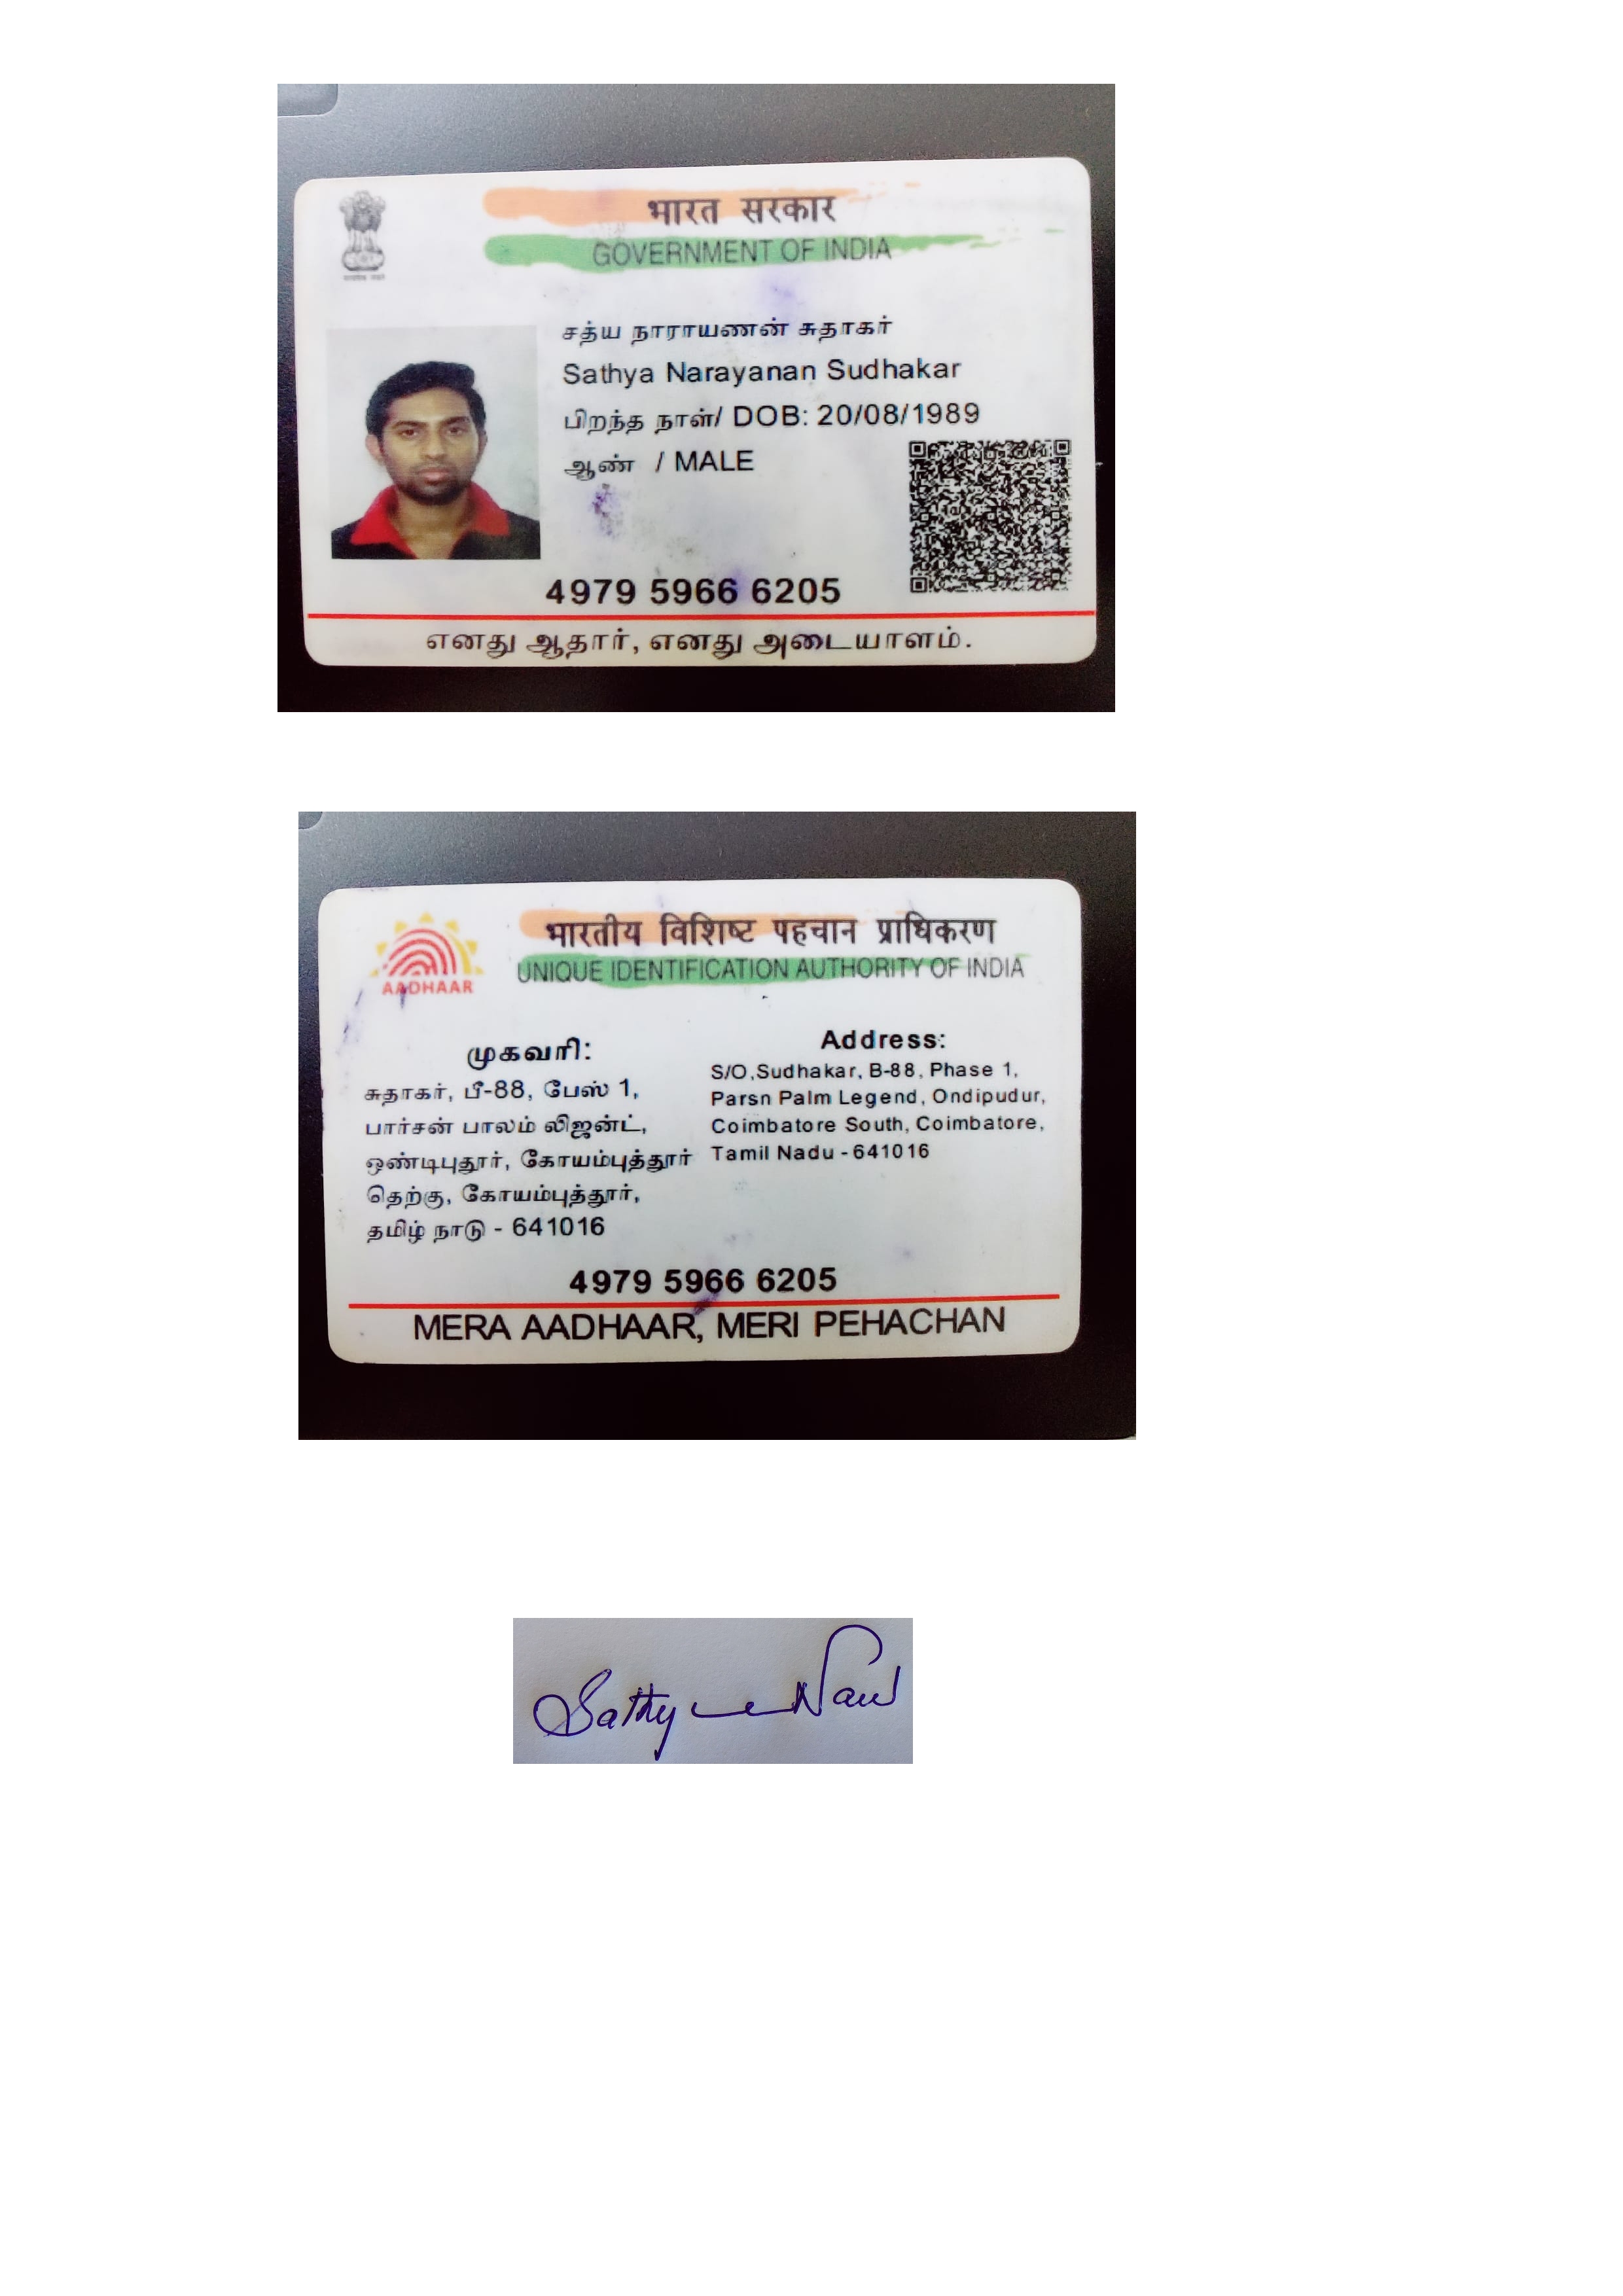 भारत सरकार
GOVERNMENT OF INDIA
சத்ய நாராயணன் சுதாகர்
Sathya Narayanan Sudhakar
பிறந்த நாள்/ DOB: 20/08/1989
ஆண் / MALE
4979 5966 6205
எனது ஆதார், எனது அடையாளம்.
भारतीय विशिष्ट पहचान प्राधिकरण
UNIQUE IDENTIFICATION AUTHORITY OF INDIA
AADHAAR
முகவரி:
சுதாகர், பீ-88, பேஸ் 1,
பார்சன் பாலம் லிஜன்ட்,
ஒண்டிபுதூர், கோயம்புத்தூர்
தெற்கு, கோயம்புத்தூர்,
தமிழ் நாடு - 641016
Address:
S/O,Sudhakar, B-88, Phase 1,
Parsn Palm Legend, Ondipudur,
Coimbatore South, Coimbatore,
Tamil Nadu - 641016
4979 5966 6205
MERA AADHAAR, MERI PEHACHAN